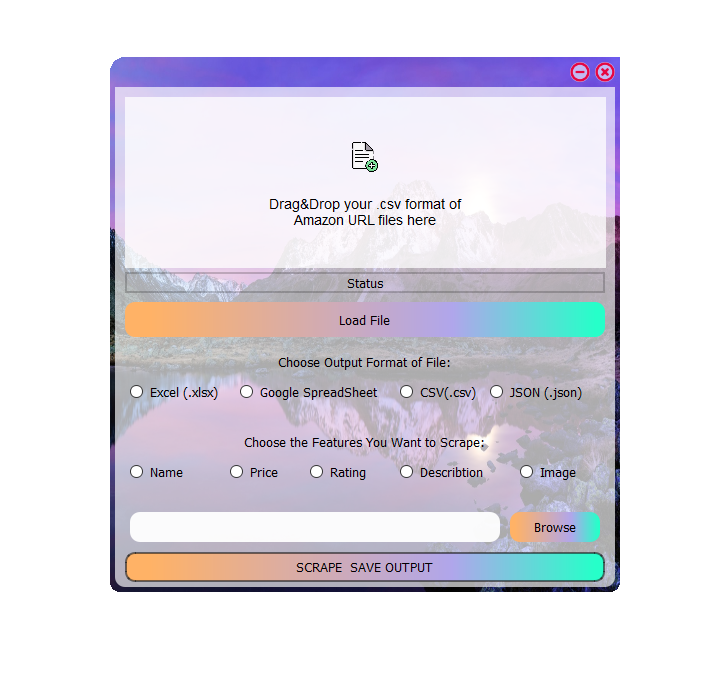 Drag&Drop your .csv format of
Amazon URL files here
Status
Load File
Choose Output Format of File:
Excel (.xlsx) Google SpreadSheet CSV(.csv) JSON (.json)
Choose the Features You Want to Scrape:
Name Price Rating Describtion Image
Browse
SCRAPE  SAVE OUTPUT